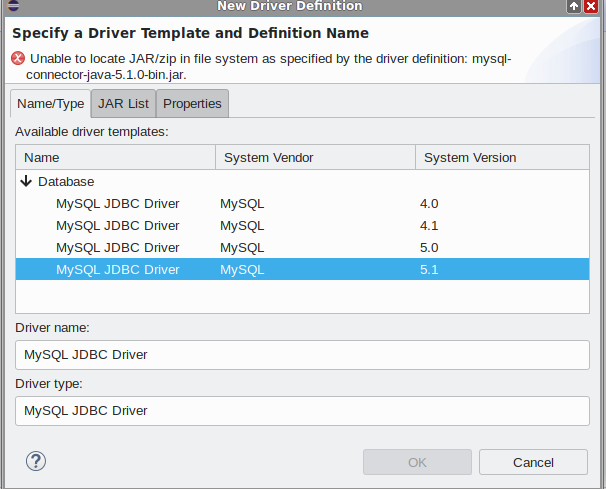 New Driver Definition
Specify a Driver Template and Definition Name
Unable to locate JAR/zip in file system as specified by the driver definition: mysql-
connector-java-5.1.0-bin.jar.
Name/Type JAR List Properties
Available driver templates:
Name System Vendor System Version
Database
MySQL JDBC Driver MySQL 4.0
MySQL JDBC Driver MySQL 4.1
MySQL JDBC Driver MySQL 5.0
MySQL JDBC Driver MySQL 5.1
Driver name:
MySQL JDBC Driver
Driver type:
MySQL JDBC Driver
? OK Cancel